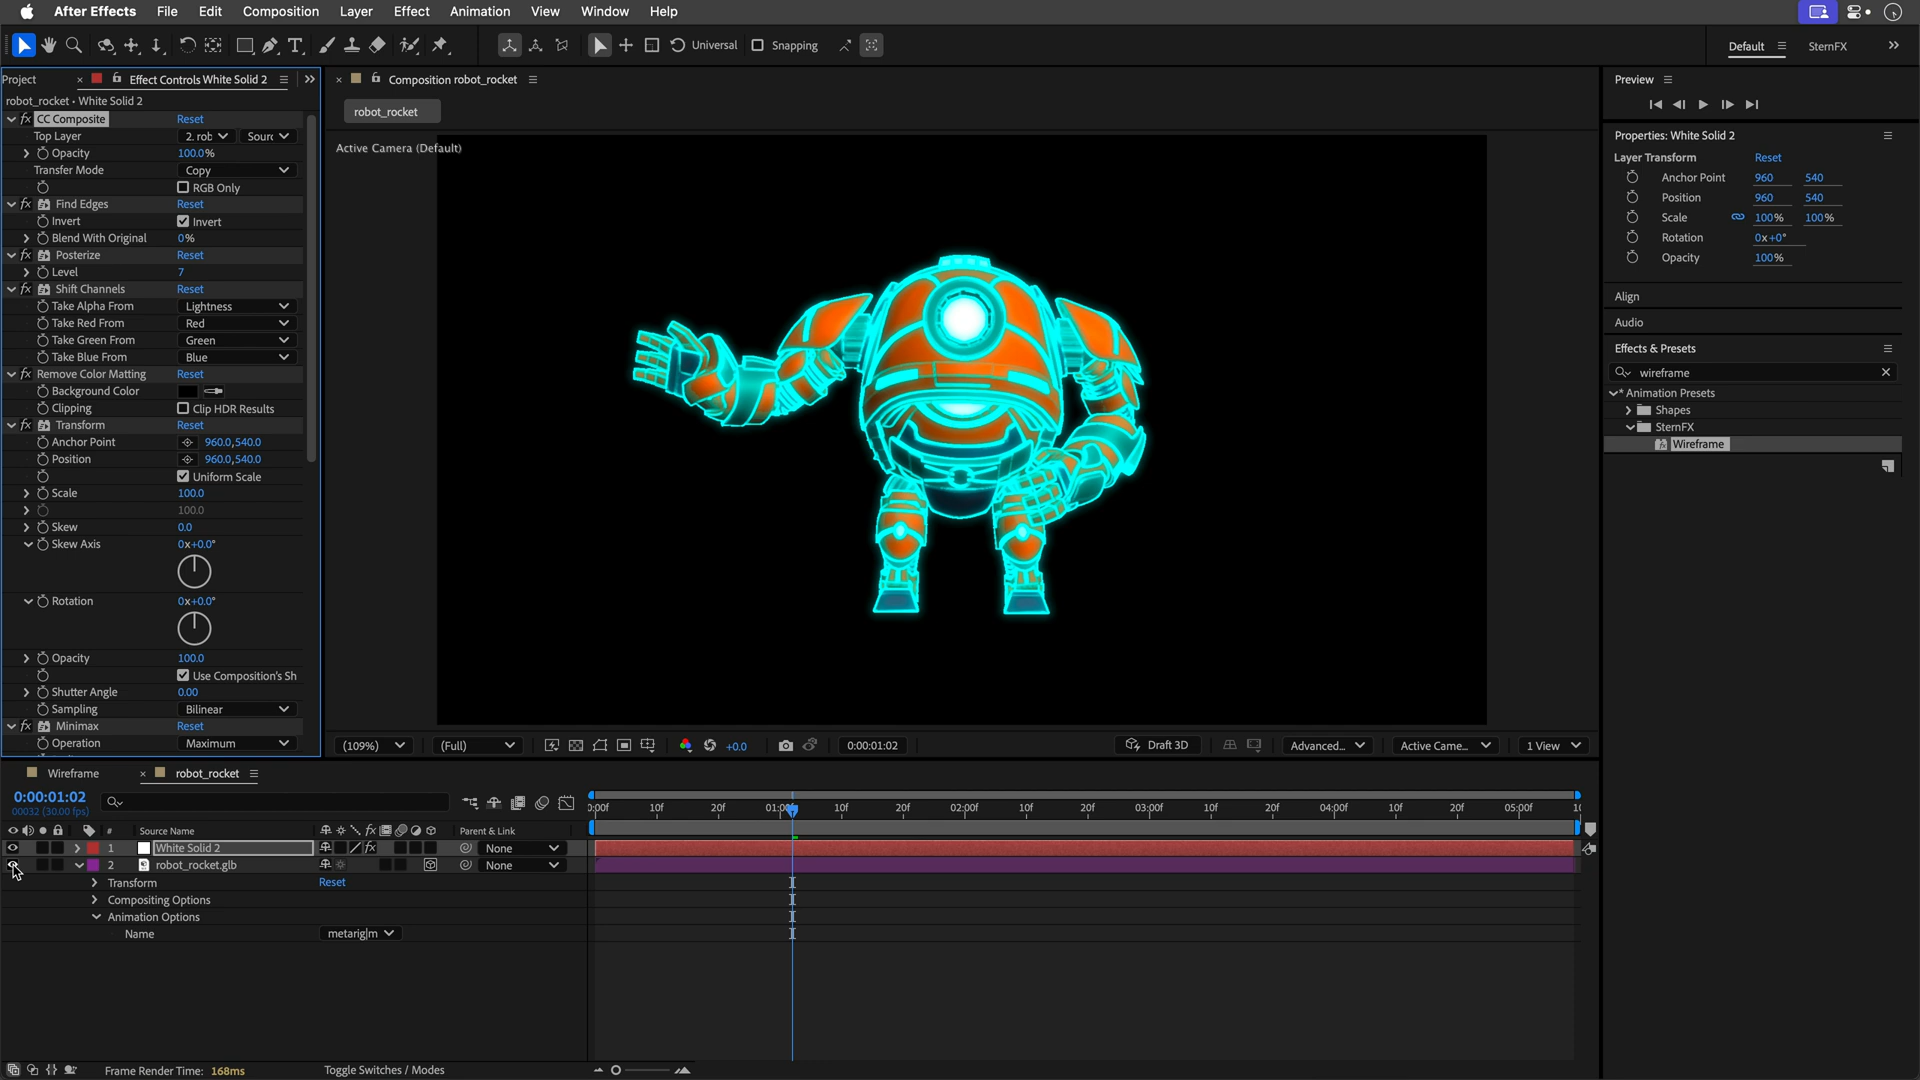 After Effects File Edit Composition Layer Effect Animation View Window Help
Universal Snapping Default SternFX
Project Effect Controls White Solid 2
robot_rocket • White Solid 2
CC Composite Reset
Top Layer 2. rob Sourc
Opacity 100.0%
Transfer Mode Copy
RGB Only
Find Edges Reset
Invert Invert
Blend With Original 0%
Posterize Reset
Level 7
Shift Channels Reset
Take Alpha From Lightness
Take Red From Red
Take Green From Green
Take Blue From Blue
Remove Color Matting Reset
Background Color
Clipping Clip HDR Results
Transform Reset
Anchor Point 960.0,540.0
Position 960.0,540.0
Uniform Scale
Scale 100.0
100.0
Skew 0.0
Skew Axis 0x+0.0°
Rotation 0x+0.0°
Opacity 100.0
Use Composition's Sh
Shutter Angle 0.00
Sampling Bilinear
Minimax Reset
Operation Maximum
Composition robot_rocket
robot_rocket
Active Camera (Default)
(109%) (Full) +0.0 0:00:01:02 Draft 3D Advanced... Active Came... 1 View
Preview
Properties: White Solid 2
Layer Transform Reset
Anchor Point 960 540
Position 960 540
Scale 100% 100%
Rotation 0x+0°
Opacity 100%
Align
Audio
Effects & Presets
wireframe
* Animation Presets
Shapes
SternFX
Wireframe
Wireframe robot_rocket
0:00:01:02
00032 (30.00 fps)
:00f 10f 20f 01:00f 10f 20f 02:00f 10f 20f 03:00f 10f 20f 04:00f 10f 20f 05:00f 10
# Source Name fx Parent & Link
1 White Solid 2 fx None
2 robot_rocket.glb None
Transform Reset
Compositing Options
Animation Options
Name metarig|m
Frame Render Time: 168ms Toggle Switches / Modes